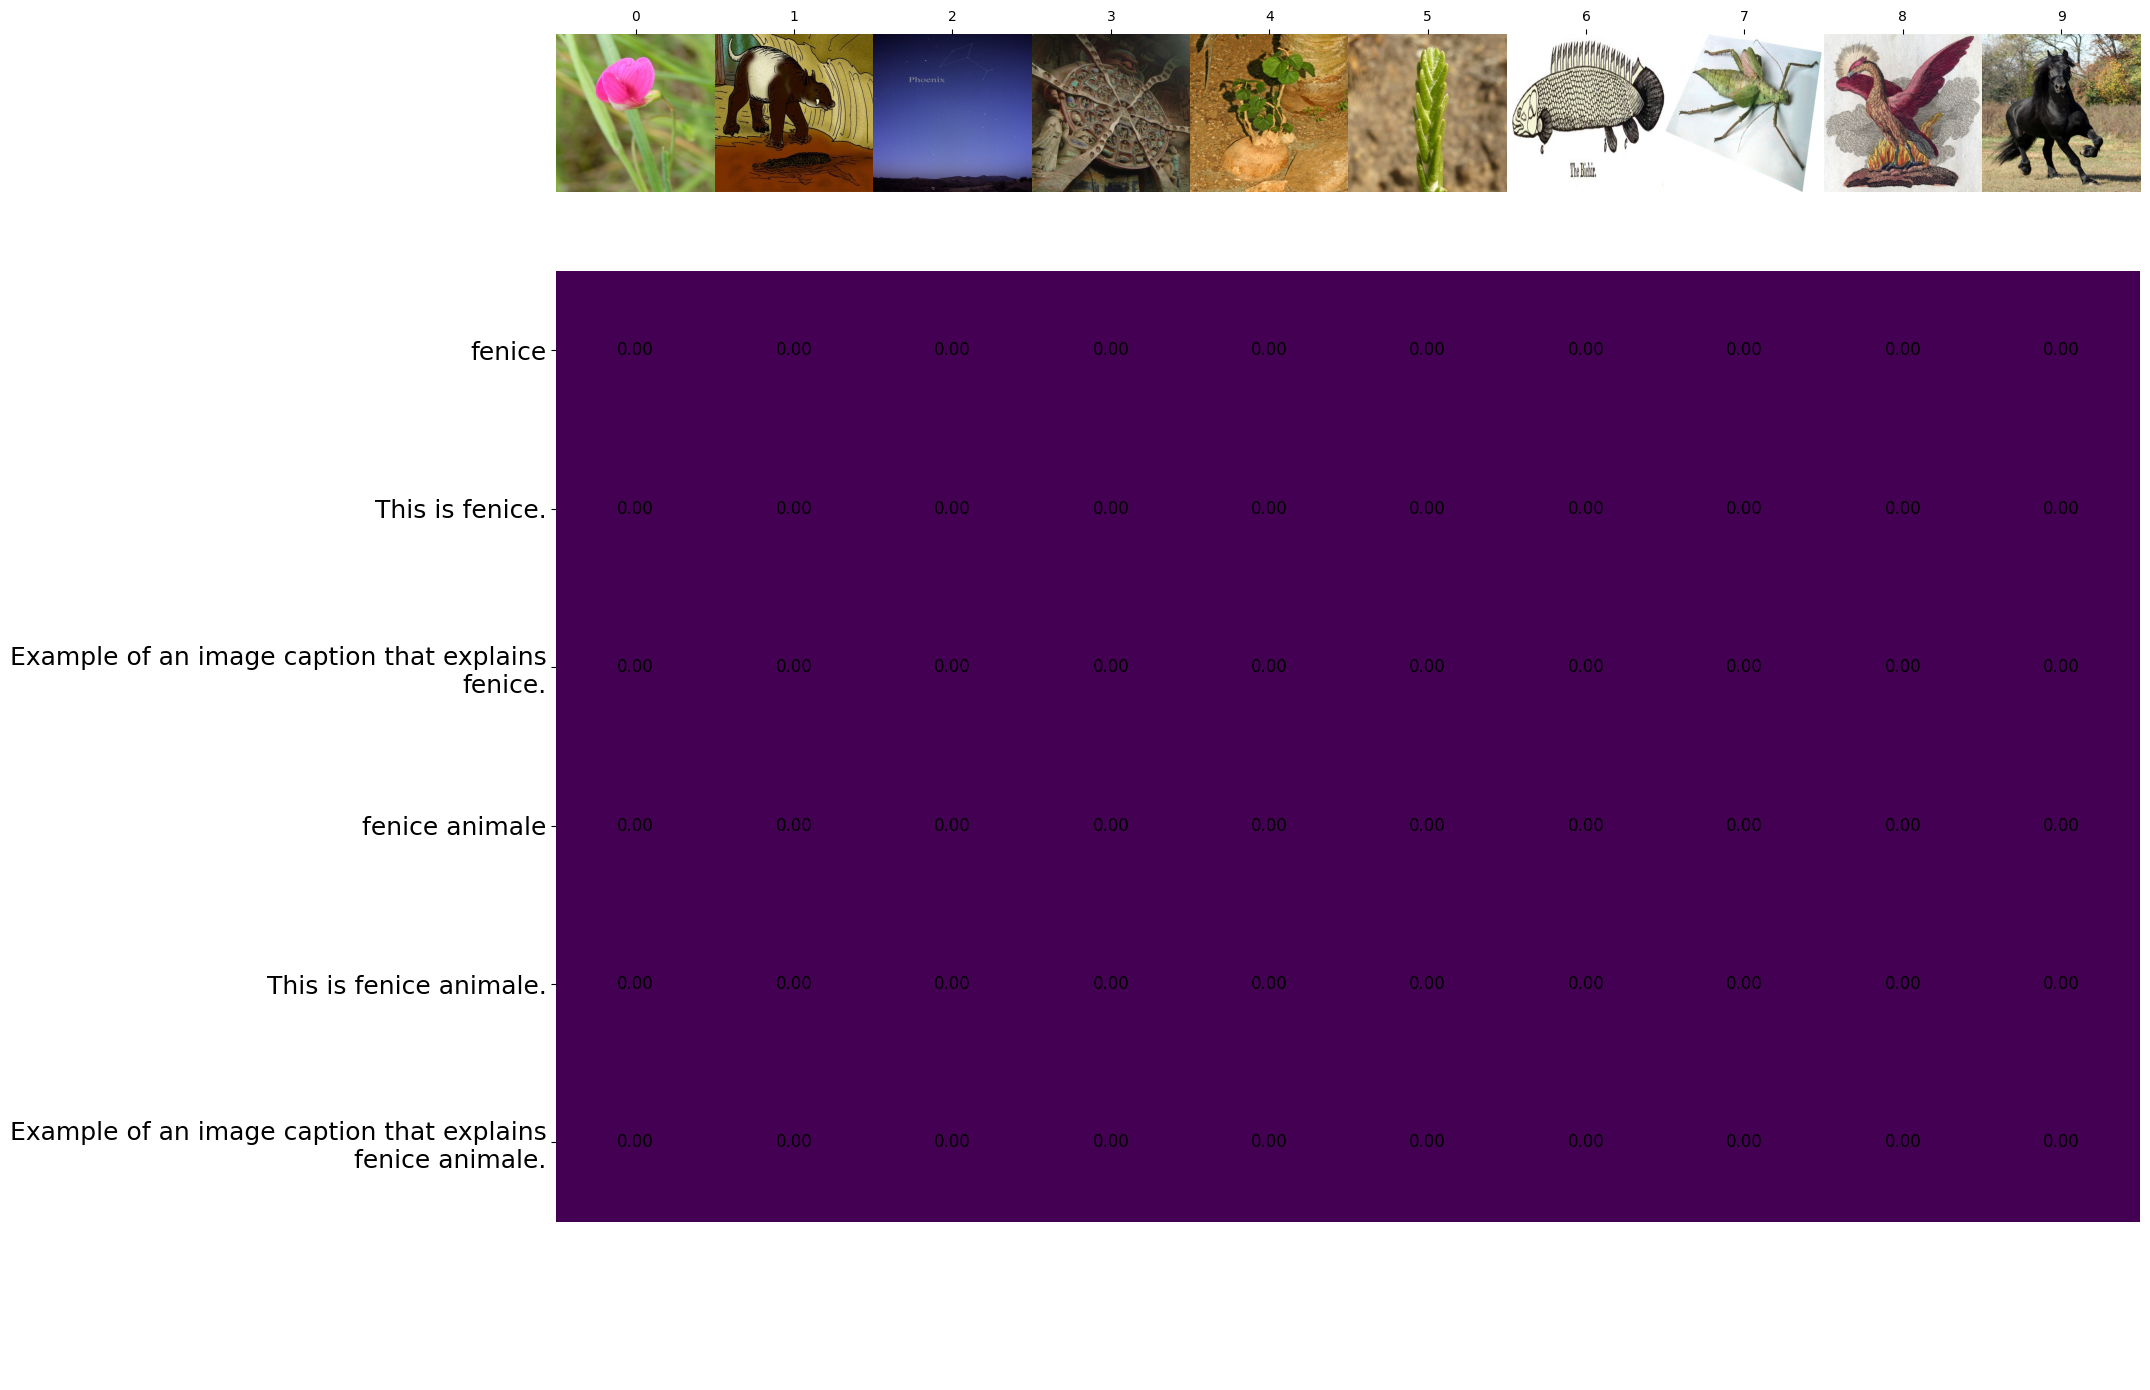 0 1 2 3 4 5 6 7 8 9
Phoenix
The Bichir.
fenice 0.00 0.00 0.00 0.00 0.00 0.00 0.00 0.00 0.00 0.00
This is fenice. 0.00 0.00 0.00 0.00 0.00 0.00 0.00 0.00 0.00 0.00
Example of an image caption that explains
fenice. 0.00 0.00 0.00 0.00 0.00 0.00 0.00 0.00 0.00 0.00
fenice animale 0.00 0.00 0.00 0.00 0.00 0.00 0.00 0.00 0.00 0.00
This is fenice animale. 0.00 0.00 0.00 0.00 0.00 0.00 0.00 0.00 0.00 0.00
Example of an image caption that explains
fenice animale. 0.00 0.00 0.00 0.00 0.00 0.00 0.00 0.00 0.00 0.00